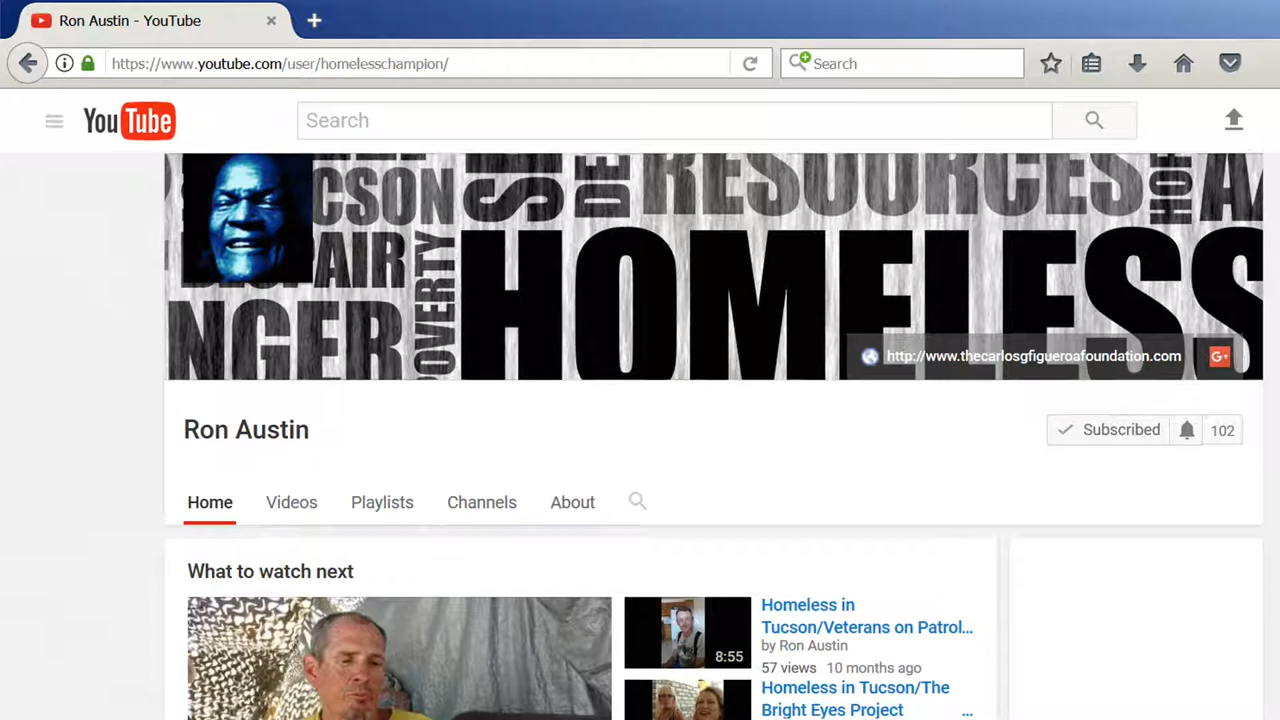 Ron Austin - YouTube
https://www.youtube.com/user/homelesschampion/
Search
YouTube
Search
RESOURCES
CSON
AIR
POVERTY
NGER
HOMELESS
http://www.thecarlosgfigueroafoundation.com
G+
Ron Austin
Subscribed
102
Home
Videos
Playlists
Channels
About
What to watch next
8:55
Homeless in
Tucson/Veterans on Patrol...
by Ron Austin
57 views 10 months ago
Homeless in Tucson/The
Bright Eyes Project ...